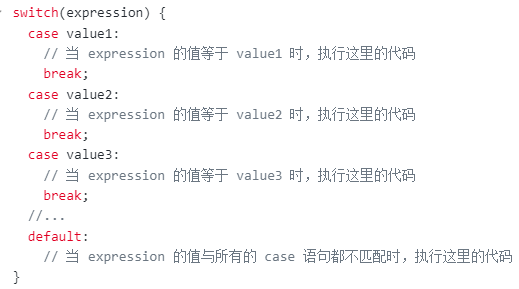 switch(expression) {
case value1:
// 当 expression 的值等于 value1 时，执行这里的代码
break;
case value2:
// 当 expression 的值等于 value2 时，执行这里的代码
break;
case value3:
// 当 expression 的值等于 value3 时，执行这里的代码
break;
//...
default:
// 当 expression 的值与所有的 case 语句都不匹配时，执行这里的代码
}